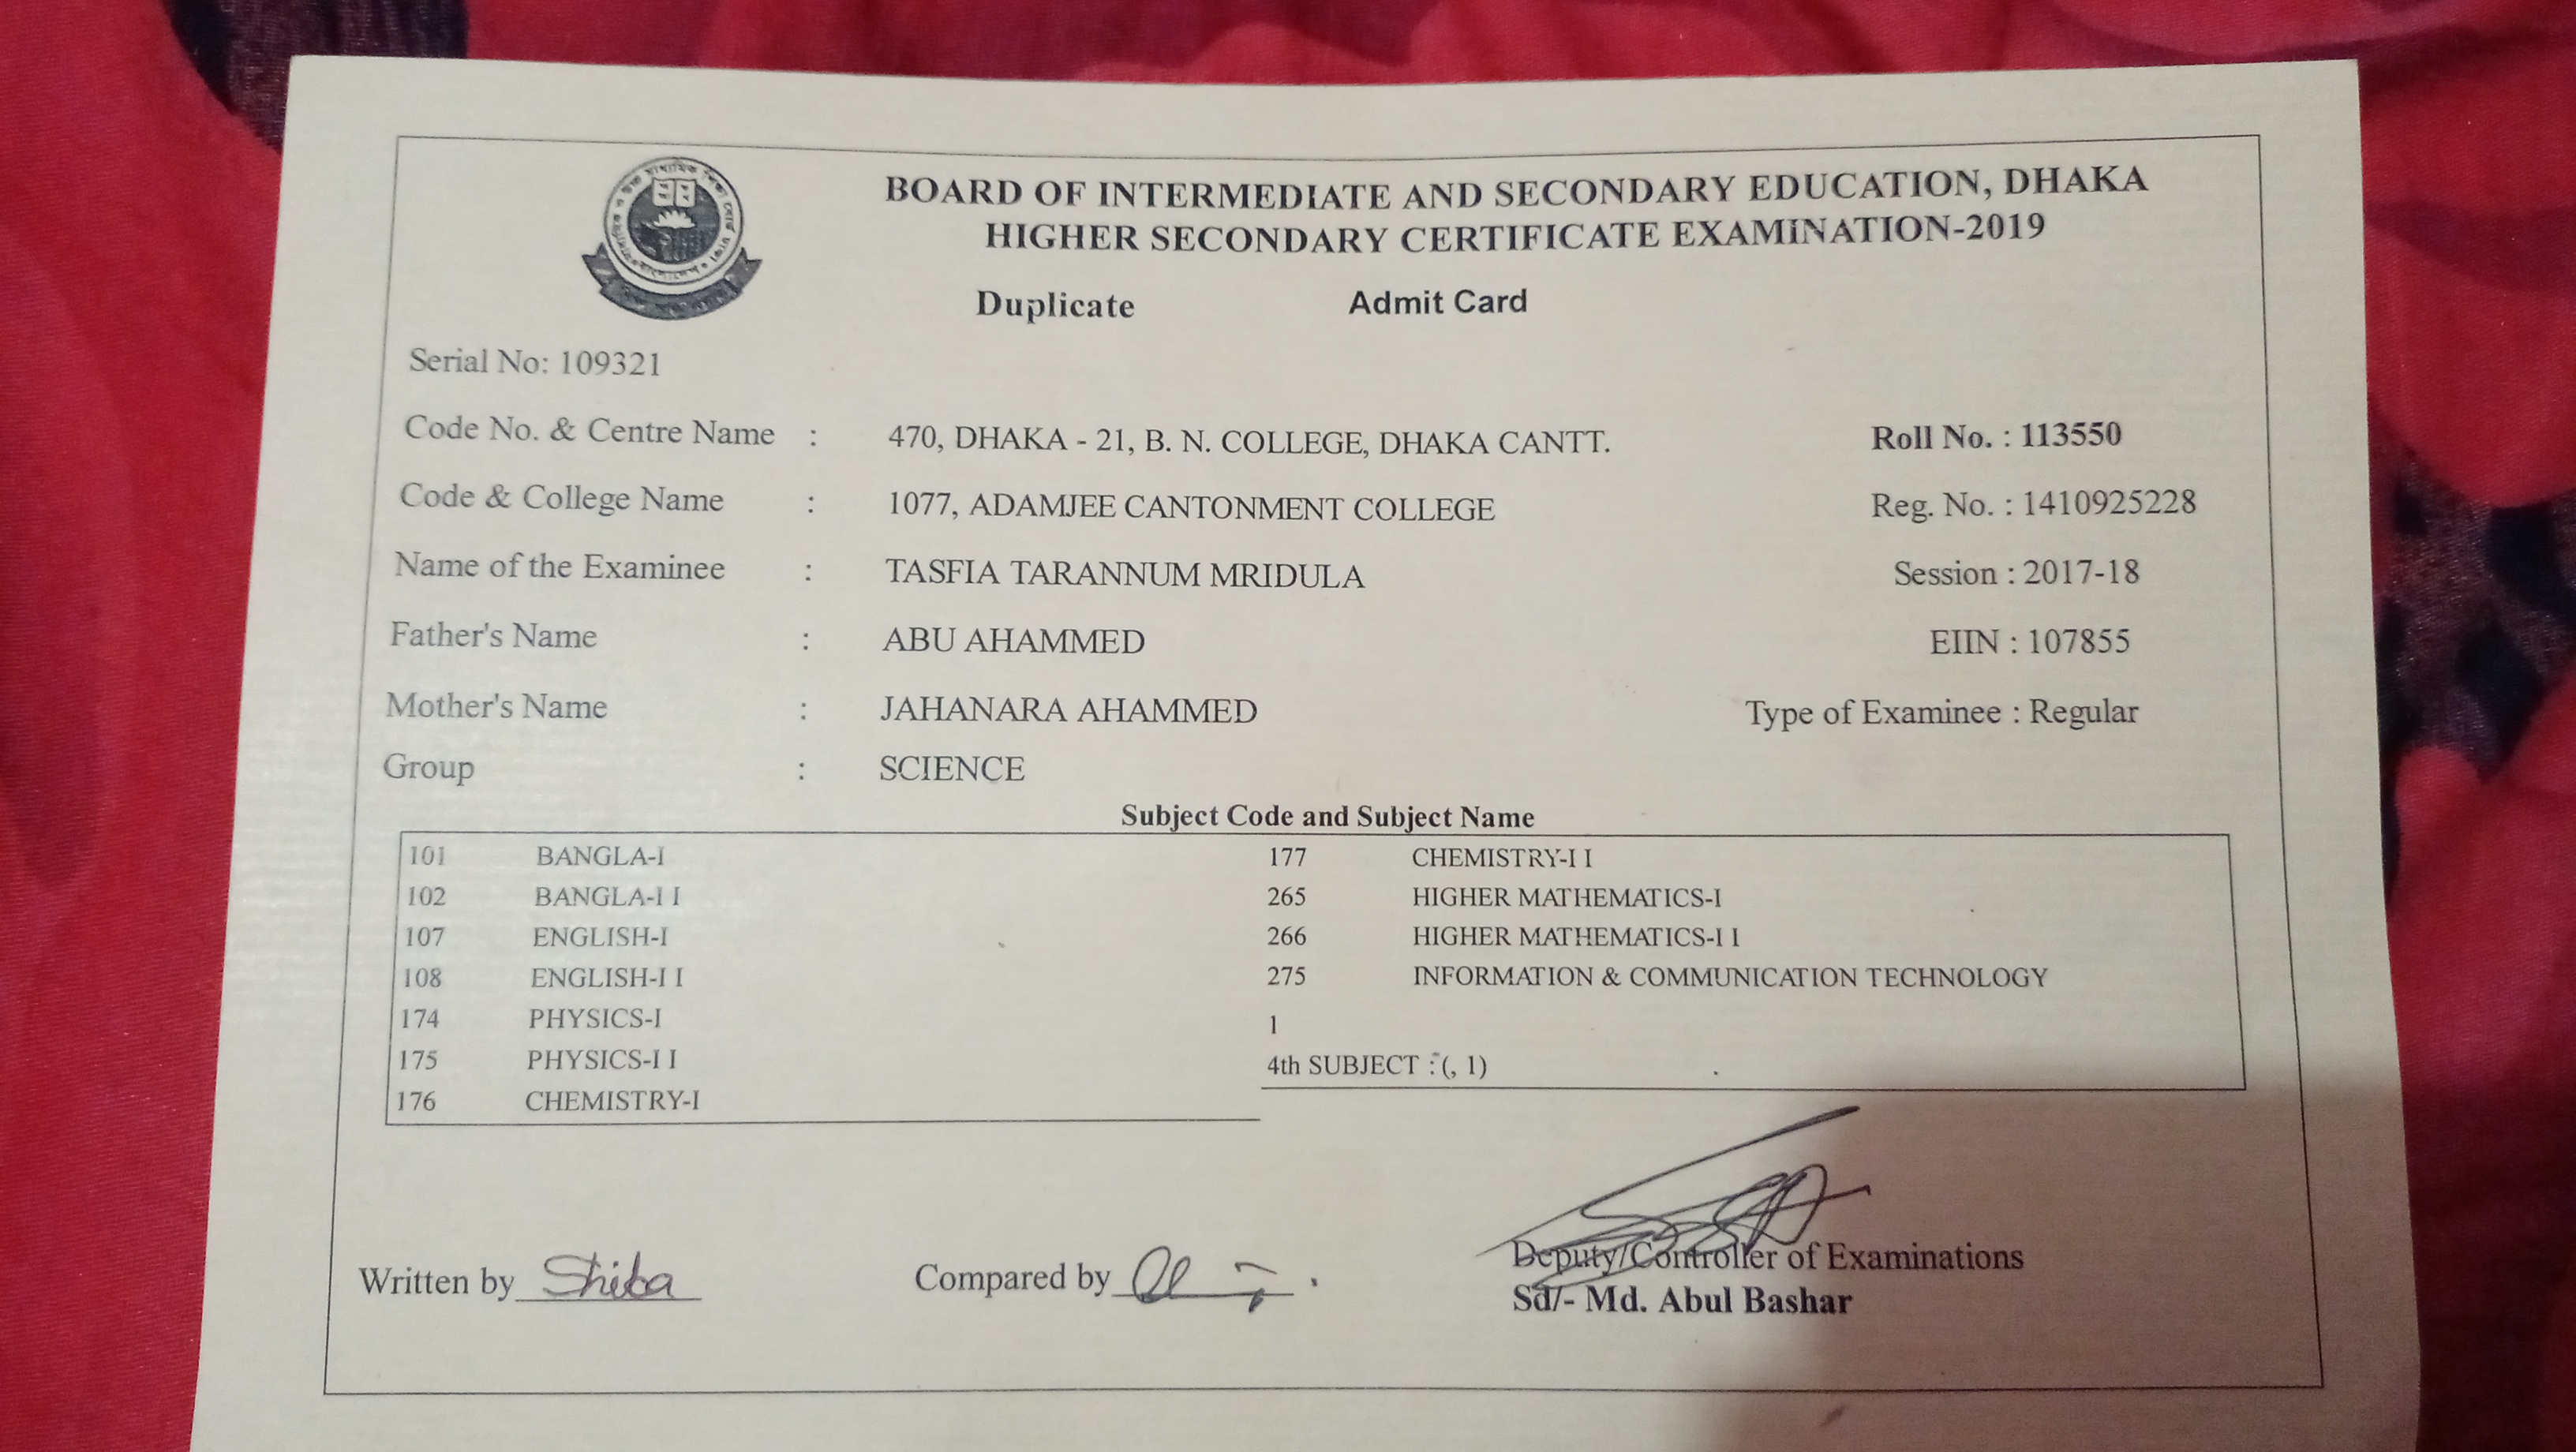 BOARD OF INTERMEDIATE AND SECONDARY EDUCATION, DHAKA
HIGHER SECONDARY CERTIFICATE EXAMINATION-2019
Duplicate Admit Card
Serial No: 109321
Code No. & Centre Name : 470, DHAKA - 21, B. N. COLLEGE, DHAKA CANTT. Roll No. : 113550
Code & College Name : 1077, ADAMJEE CANTONMENT COLLEGE Reg. No. : 1410925228
Name of the Examinee : TASFIA TARANNUM MRIDULA Session : 2017-18
Father's Name : ABU AHAMMED EIIN : 107855
Mother's Name : JAHANARA AHAMMED Type of Examinee : Regular
Group : SCIENCE
Subject Code and Subject Name
101 BANGLA-I 177 CHEMISTRY-I I
102 BANGLA-I I 265 HIGHER MATHEMATICS-I
107 ENGLISH-I 266 HIGHER MATHEMATICS-I I
108 ENGLISH-I I 275 INFORMATION & COMMUNICATION TECHNOLOGY
174 PHYSICS-I 1
175 PHYSICS-I I 4th SUBJECT : (, 1)
176 CHEMISTRY-I
Written by Shiba Compared by Deputy/Controller of Examinations
Sd/- Md. Abul Bashar